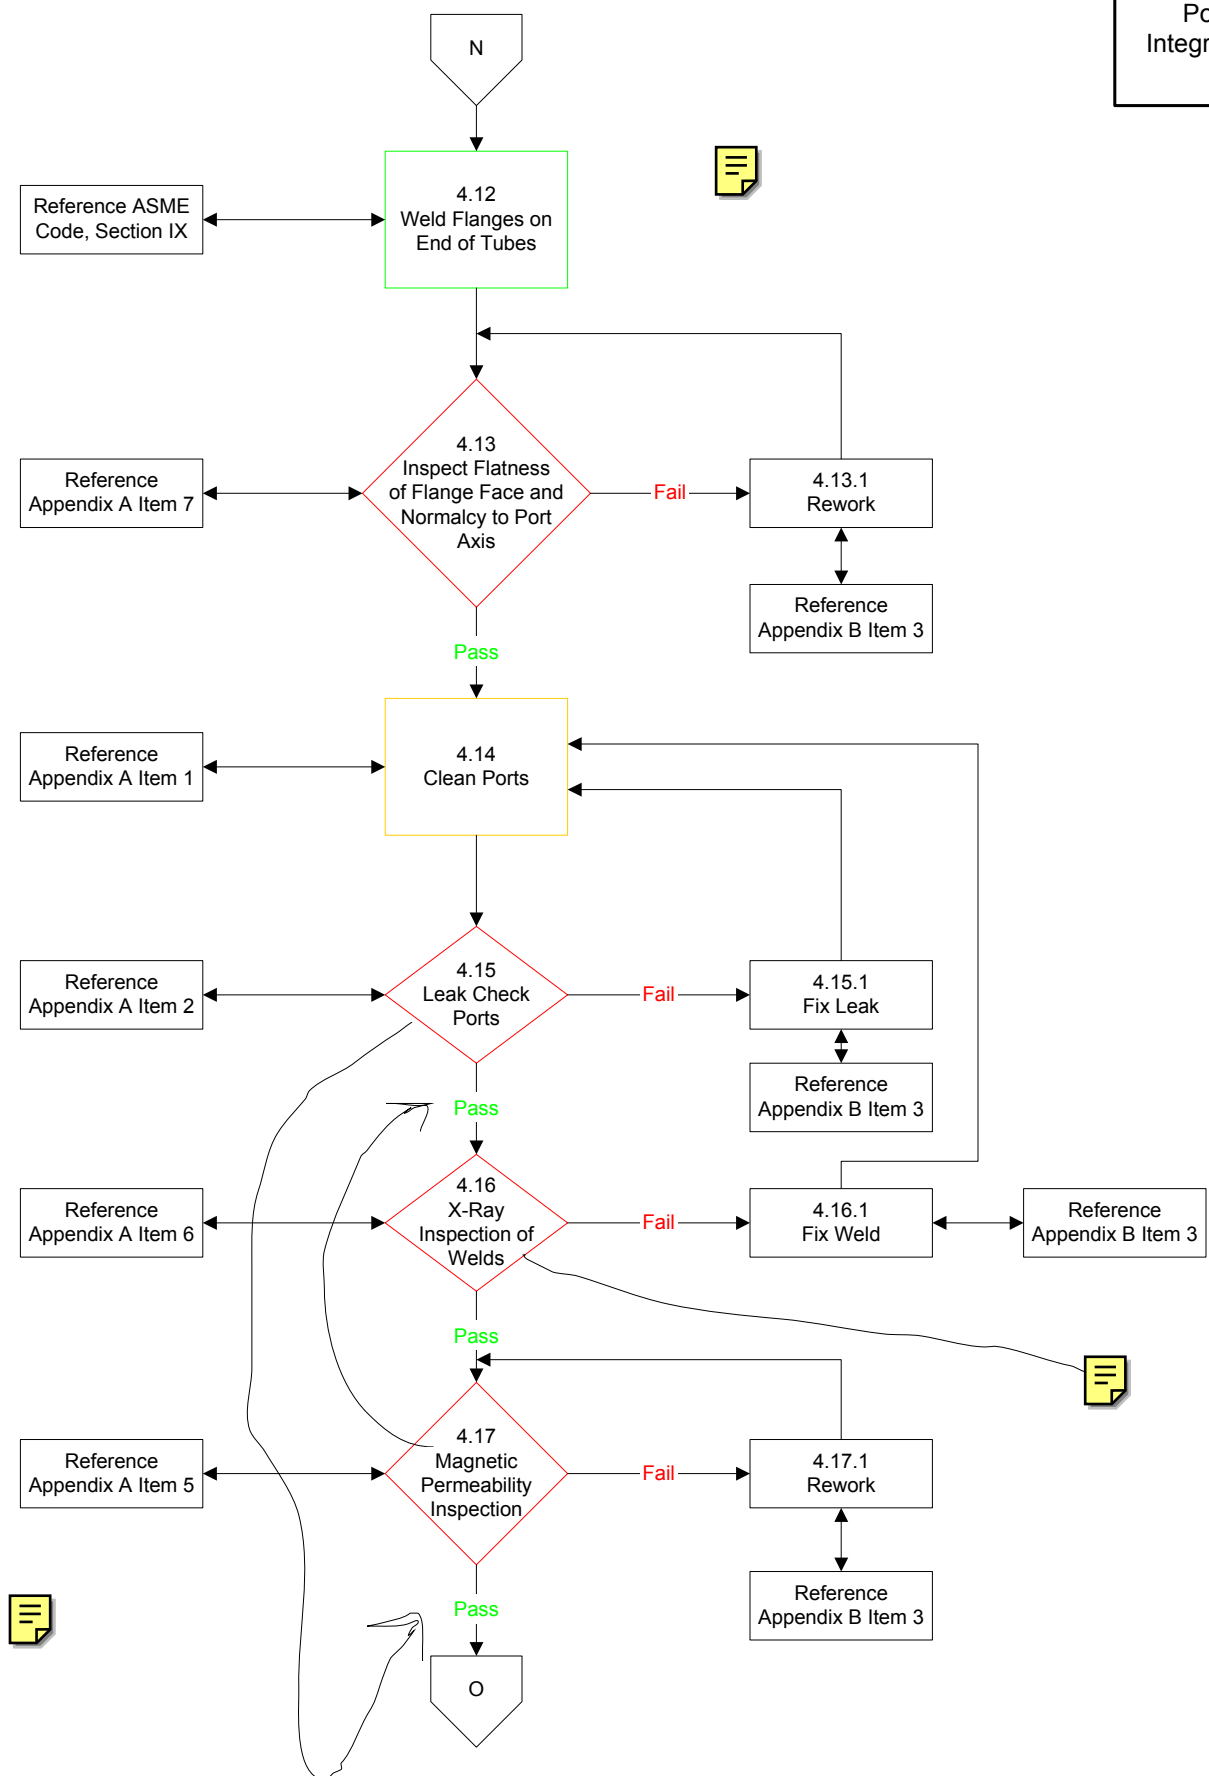 N
Po
Integr
4.12
Weld Flanges on
End of Tubes
Reference ASME
Code, Section IX
4.13
Inspect Flatness
of Flange Face and
Normalcy to Port
Axis
Reference
Appendix A Item 7
Fail
4.13.1
Rework
Reference
Appendix B Item 3
Pass
4.14
Clean Ports
Reference
Appendix A Item 1
4.15
Leak Check
Ports
Reference
Appendix A Item 2
Fail
4.15.1
Fix Leak
Reference
Appendix B Item 3
Pass
4.16
X-Ray
Inspection of
Welds
Reference
Appendix A Item 6
Fail
4.16.1
Fix Weld
Reference
Appendix B Item 3
Pass
4.17
Magnetic
Permeability
Inspection
Reference
Appendix A Item 5
Fail
4.17.1
Rework
Reference
Appendix B Item 3
Pass
O